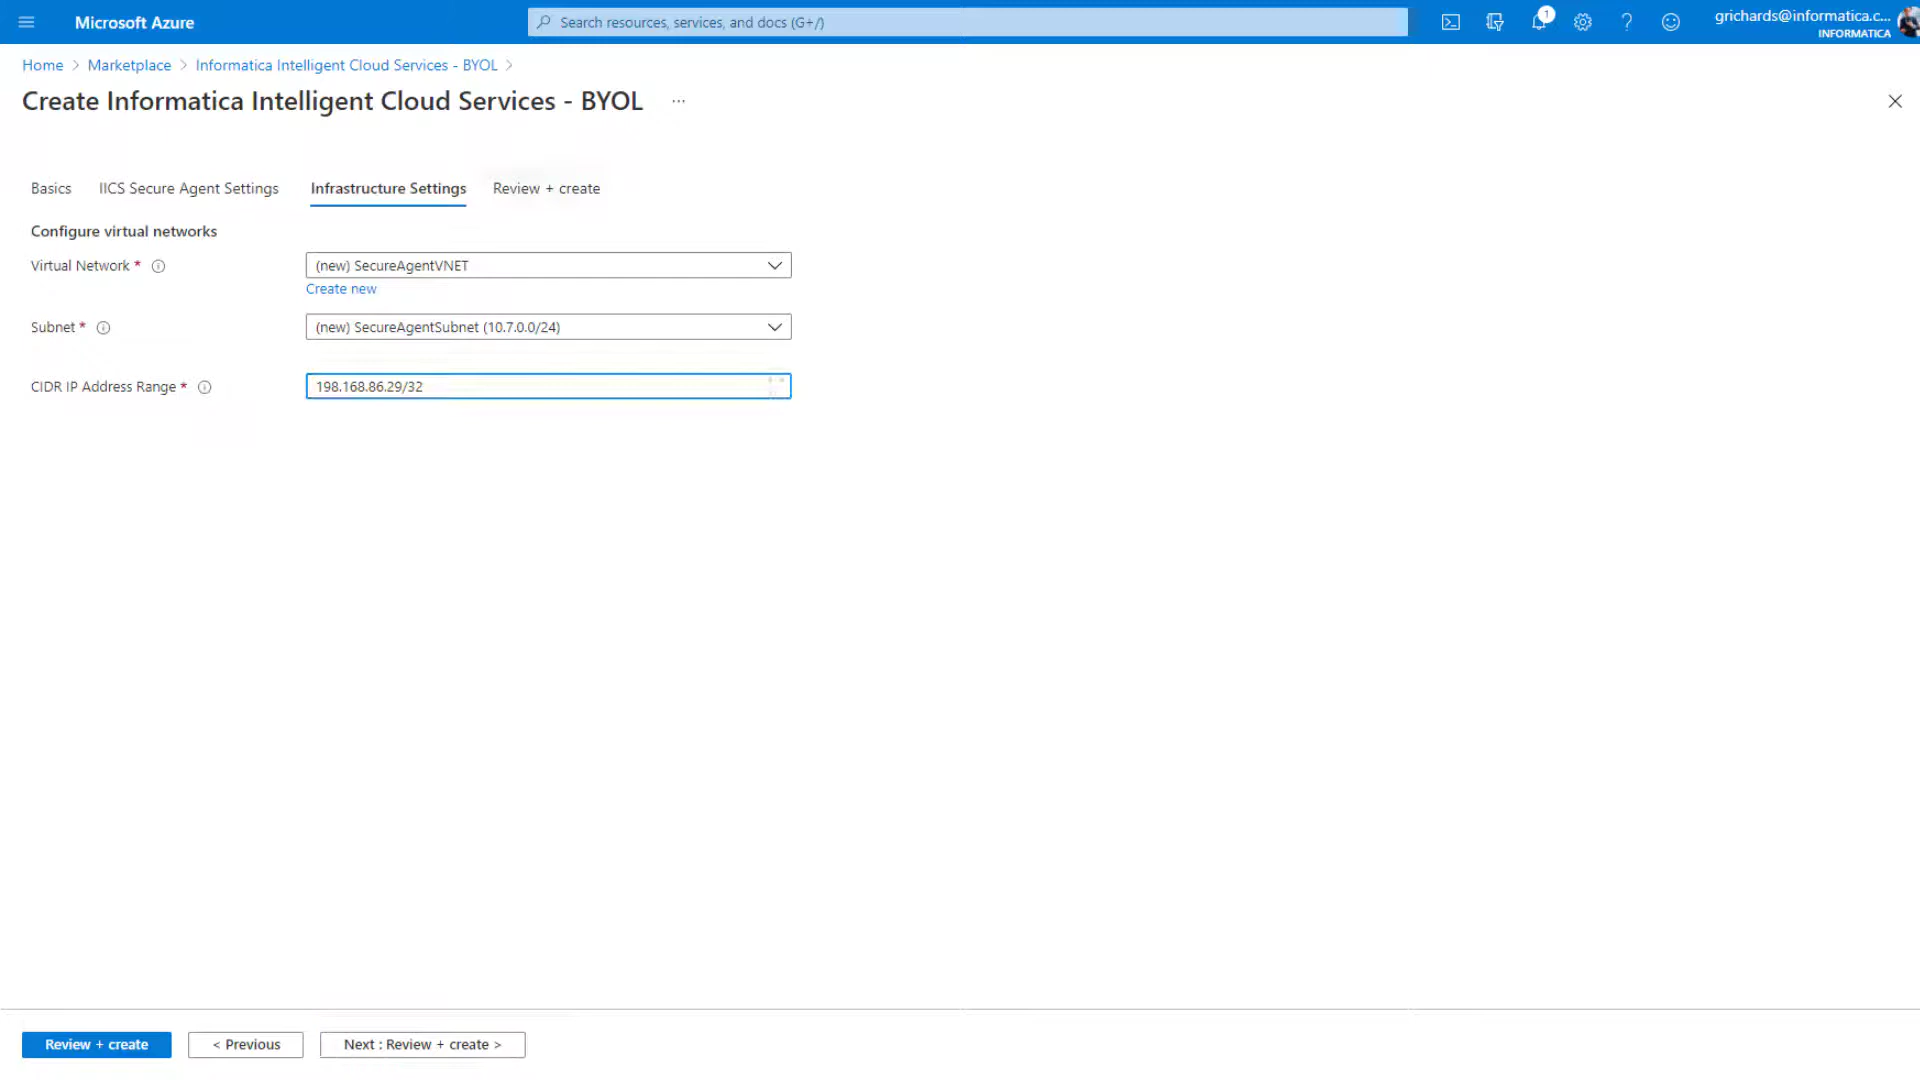 Microsoft Azure
Search resources, services, and docs (G+/)
1
grichards@informatica.c...
INFORMATICA
Home > Marketplace > Informatica Intelligent Cloud Services - BYOL >
Create Informatica Intelligent Cloud Services - BYOL ...
Basics IICS Secure Agent Settings Infrastructure Settings Review + create
Configure virtual networks
Virtual Network * (new) SecureAgentVNET
Create new
Subnet * (new) SecureAgentSubnet (10.7.0.0/24)
CIDR IP Address Range * 198.168.86.29/32
Review + create < Previous Next : Review + create >